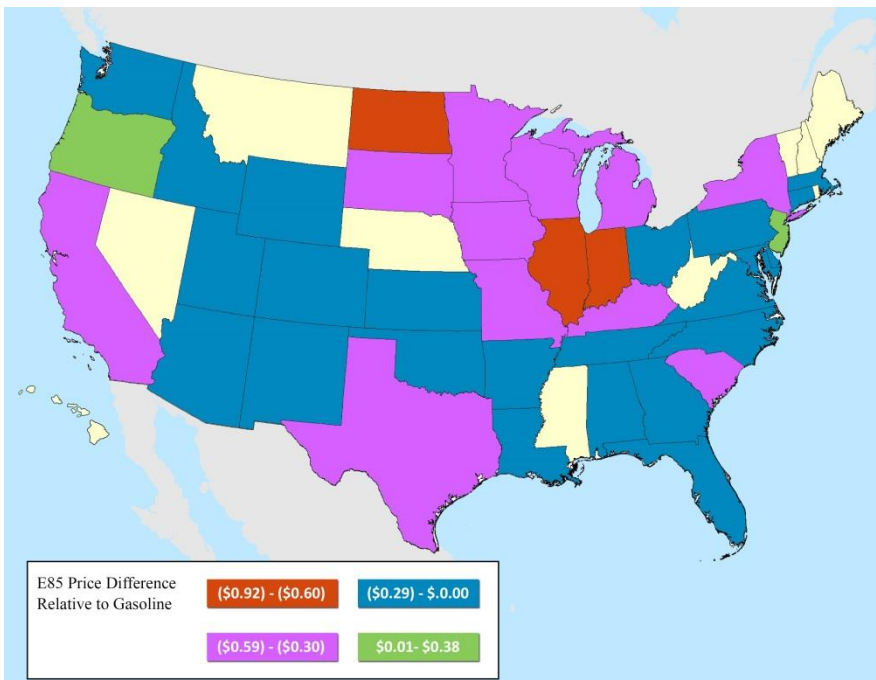 E85 Price Difference
Relative to Gasoline
($0.92) - ($0.60)
($0.29) - $.0.00
($0.59) - ($0.30)
$0.01- $0.38